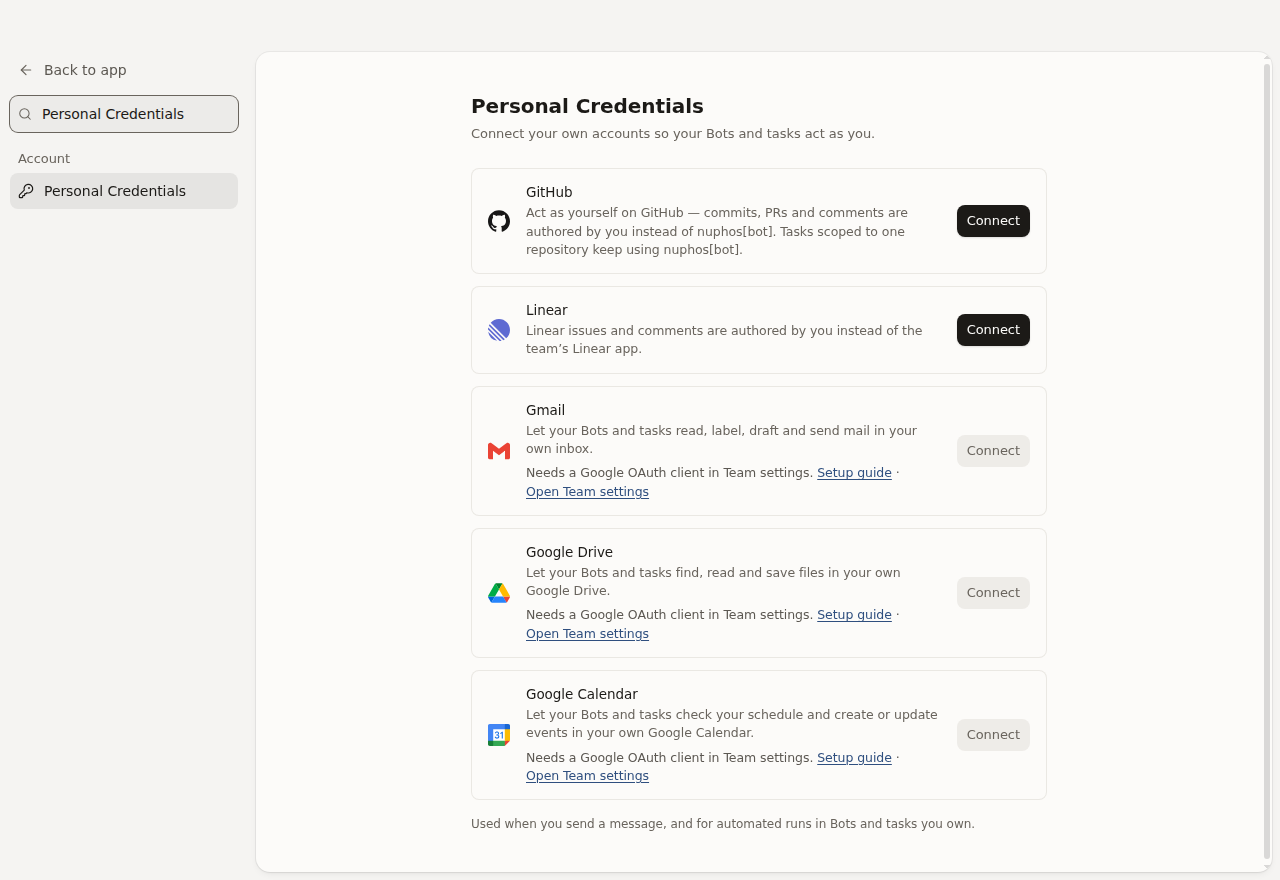 Back to app
Personal Credentials
Account
Personal Credentials
Personal Credentials
Connect your own accounts so your Bots and tasks act as you.
GitHub
Act as yourself on GitHub — commits, PRs and comments are
authored by you instead of nuphos[bot]. Tasks scoped to one
repository keep using nuphos[bot].
Connect
Linear
Linear issues and comments are authored by you instead of the
team’s Linear app.
Connect
Gmail
Let your Bots and tasks read, label, draft and send mail in your
own inbox.
Needs a Google OAuth client in Team settings. Setup guide ·
Open Team settings
Connect
Google Drive
Let your Bots and tasks find, read and save files in your own
Google Drive.
Needs a Google OAuth client in Team settings. Setup guide ·
Open Team settings
Connect
31
Google Calendar
Let your Bots and tasks check your schedule and create or update
events in your own Google Calendar.
Needs a Google OAuth client in Team settings. Setup guide ·
Open Team settings
Connect
Used when you send a message, and for automated runs in Bots and tasks you own.